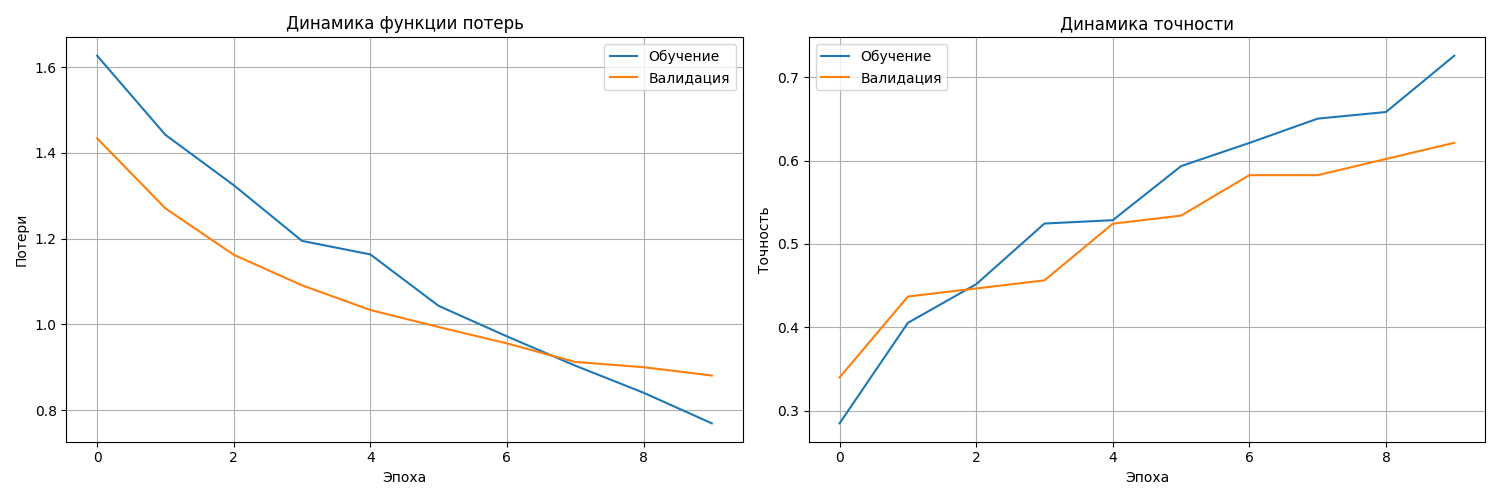 Динамика функции потерь
Обучение
Валидация
1.6
1.4
1.2
1.0
0.8
Потери
0 2 4 6 8
Эпоха
Динамика точности
Обучение
Валидация
0.7
0.6
0.5
0.4
0.3
Точность
0 2 4 6 8
Эпоха